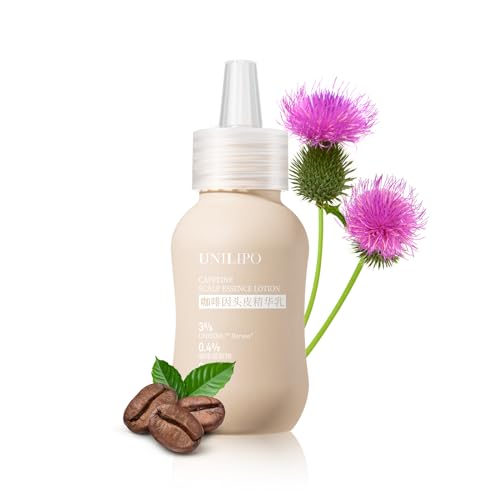 UNILIPO
CAFFEINE
SCALP ESSENCE LOTION
咖啡因头皮精华乳
3%
0.4%